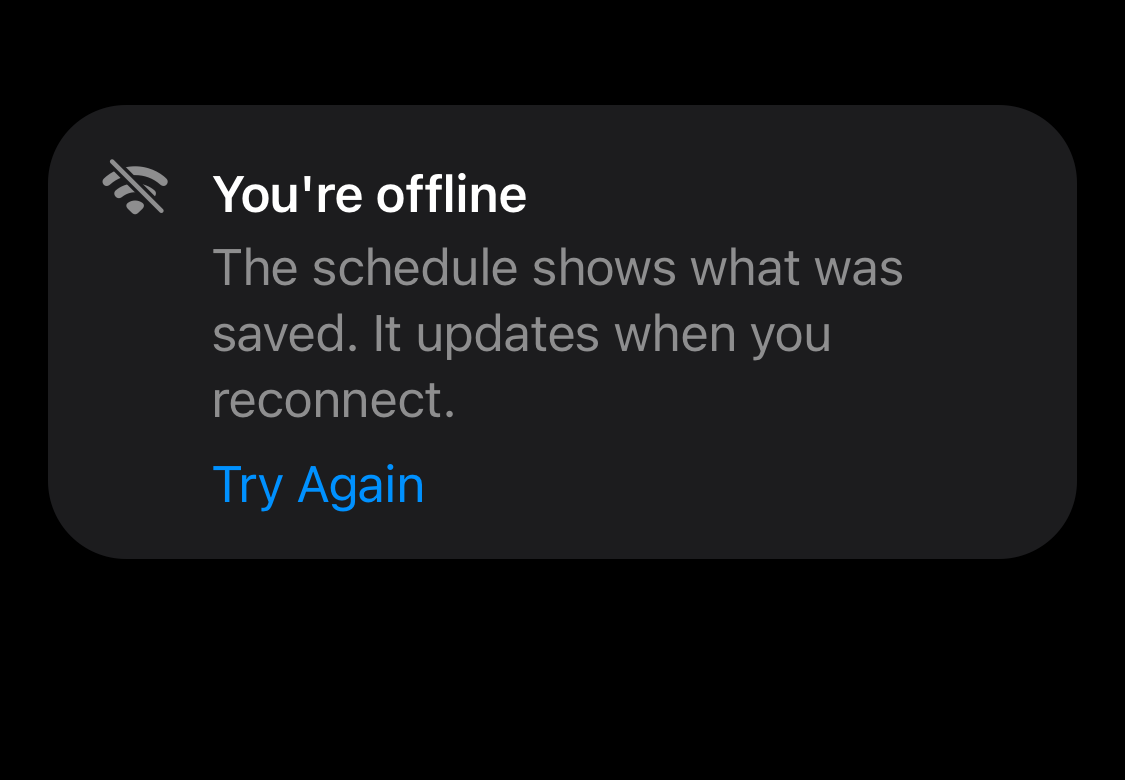 You're offline
The schedule shows what was
saved. It updates when you
reconnect.
Try Again